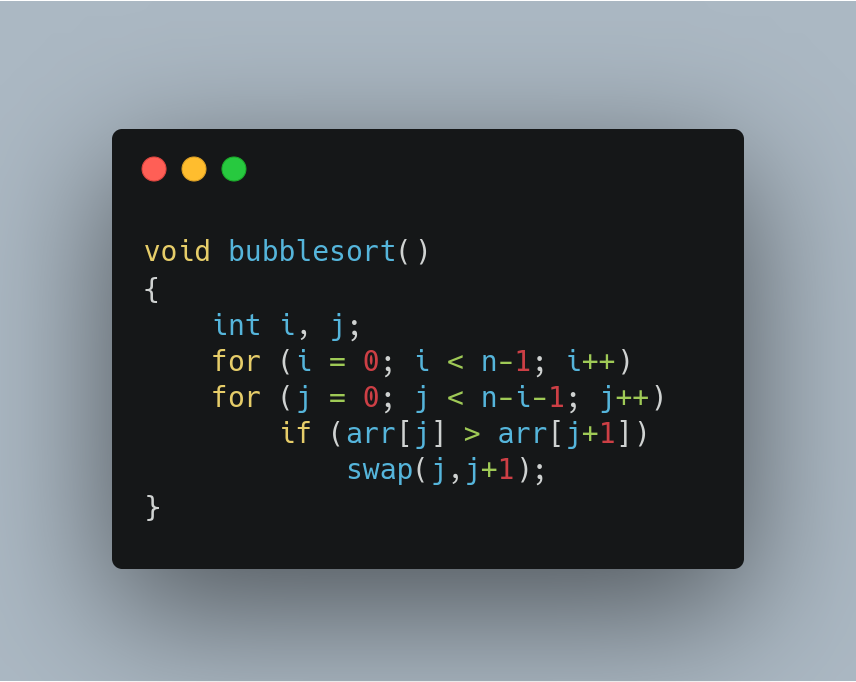 void bubblesort()
{
    int i, j;
    for (i = 0; i < n-1; i++)
    for (j = 0; j < n-i-1; j++)
        if (arr[j] > arr[j+1])
            swap(j,j+1);
}